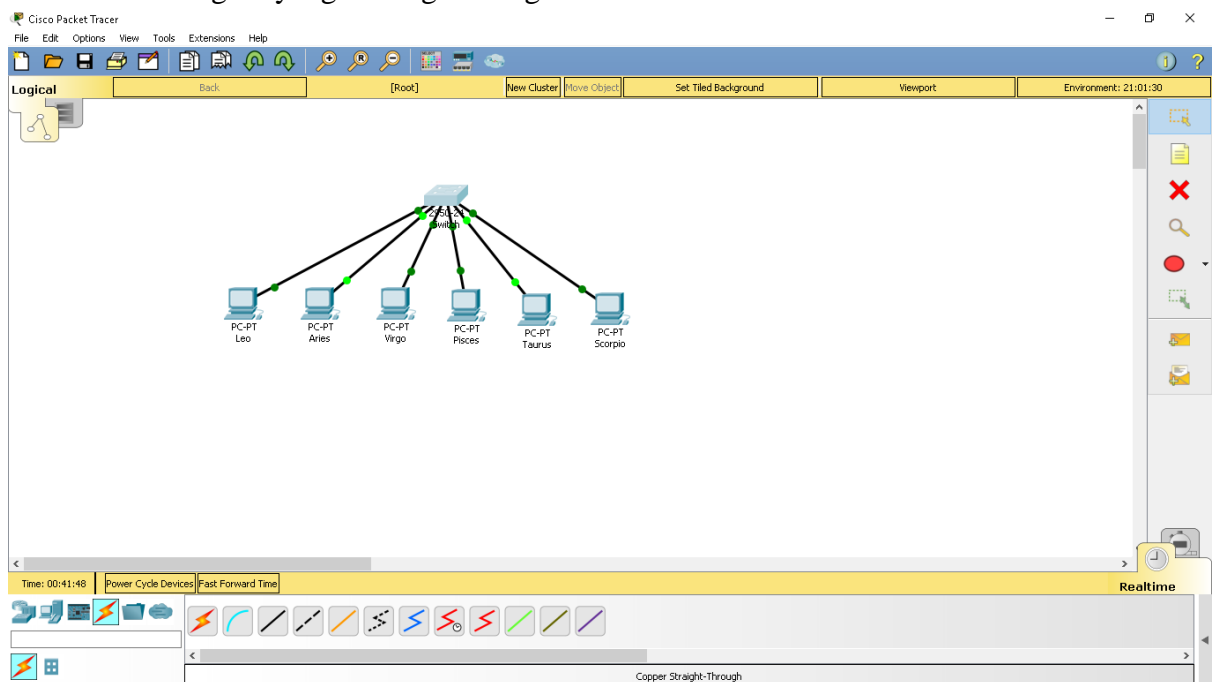 Cisco Packet Tracer
File Edit Options View Tools Extensions Help
Logical Back [Root] New Cluster Move Object Set Tiled Background Viewport Environment: 21:01:30
2950-24
Switch
PC-PT
Leo
PC-PT
Aries
PC-PT
Virgo
PC-PT
Pisces
PC-PT
Taurus
PC-PT
Scorpio
Time: 00:41:48 Power Cycle Devices Fast Forward Time Realtime
Copper Straight-Through